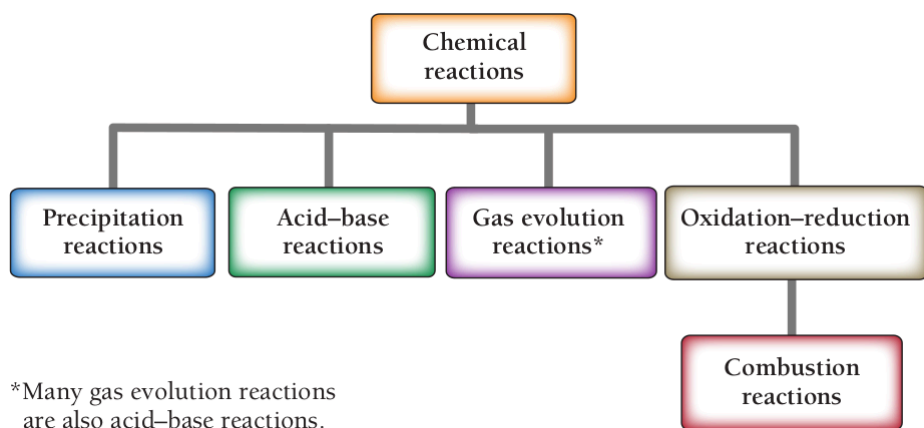 Chemical
reactions
Precipitation
reactions
Acid–base
reactions
Gas evolution
reactions*
Oxidation–reduction
reactions
Combustion
reactions
*Many gas evolution reactions
are also acid–base reactions.